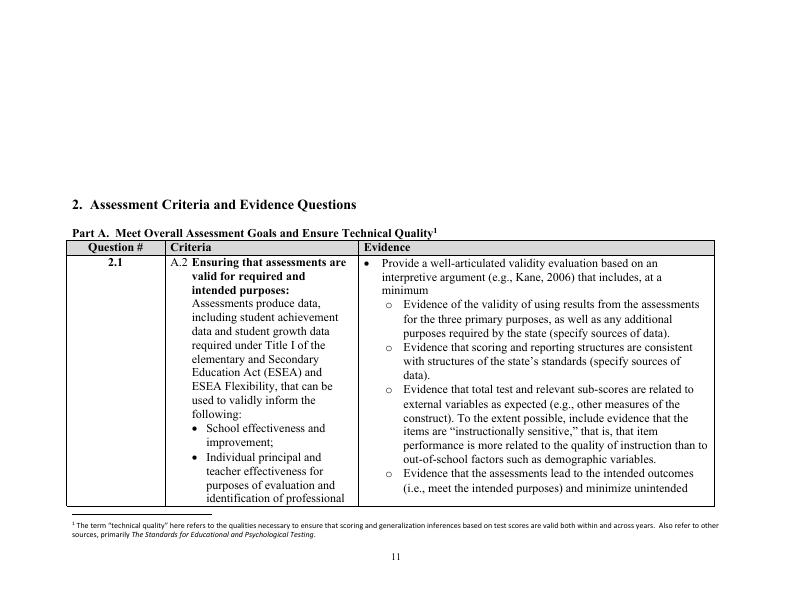 2. Assessment Criteria and Evidence Questions
Part A. Meet Overall Assessment Goals and Ensure Technical Quality1
Question # Criteria Evidence
2.1
A.2 Ensuring that assessments are
valid for required and
intended purposes:
Assessments produce data,
including student achievement
data and student growth data
required under Title I of the
elementary and Secondary
Education Act (ESEA) and
ESEA Flexibility, that can be
used to validly inform the
following:
• School effectiveness and
improvement;
• Individual principal and
teacher effectiveness for
purposes of evaluation and
identification of professional
• Provide a well-articulated validity evaluation based on an
interpretive argument (e.g., Kane, 2006) that includes, at a
minimum
o Evidence of the validity of using results from the assessments
for the three primary purposes, as well as any additional
purposes required by the state (specify sources of data).
o Evidence that scoring and reporting structures are consistent
with structures of the state's standards (specify sources of
data).
o Evidence that total test and relevant sub-scores are related to
external variables as expected (e.g., other measures of the
construct). To the extent possible, include evidence that the
items are “instructionally sensitive,” that is, that item
performance is more related to the quality of instruction than to
out-of-school factors such as demographic variables.
o Evidence that the assessments lead to the intended outcomes
(i.e., meet the intended purposes) and minimize unintended
1 The term “technical quality” here refers to the qualities necessary to ensure that scoring and generalization inferences based on test scores are valid both within and across years. Also refer to other
sources, primarily The Standards for Educational and Psychological Testing.
11